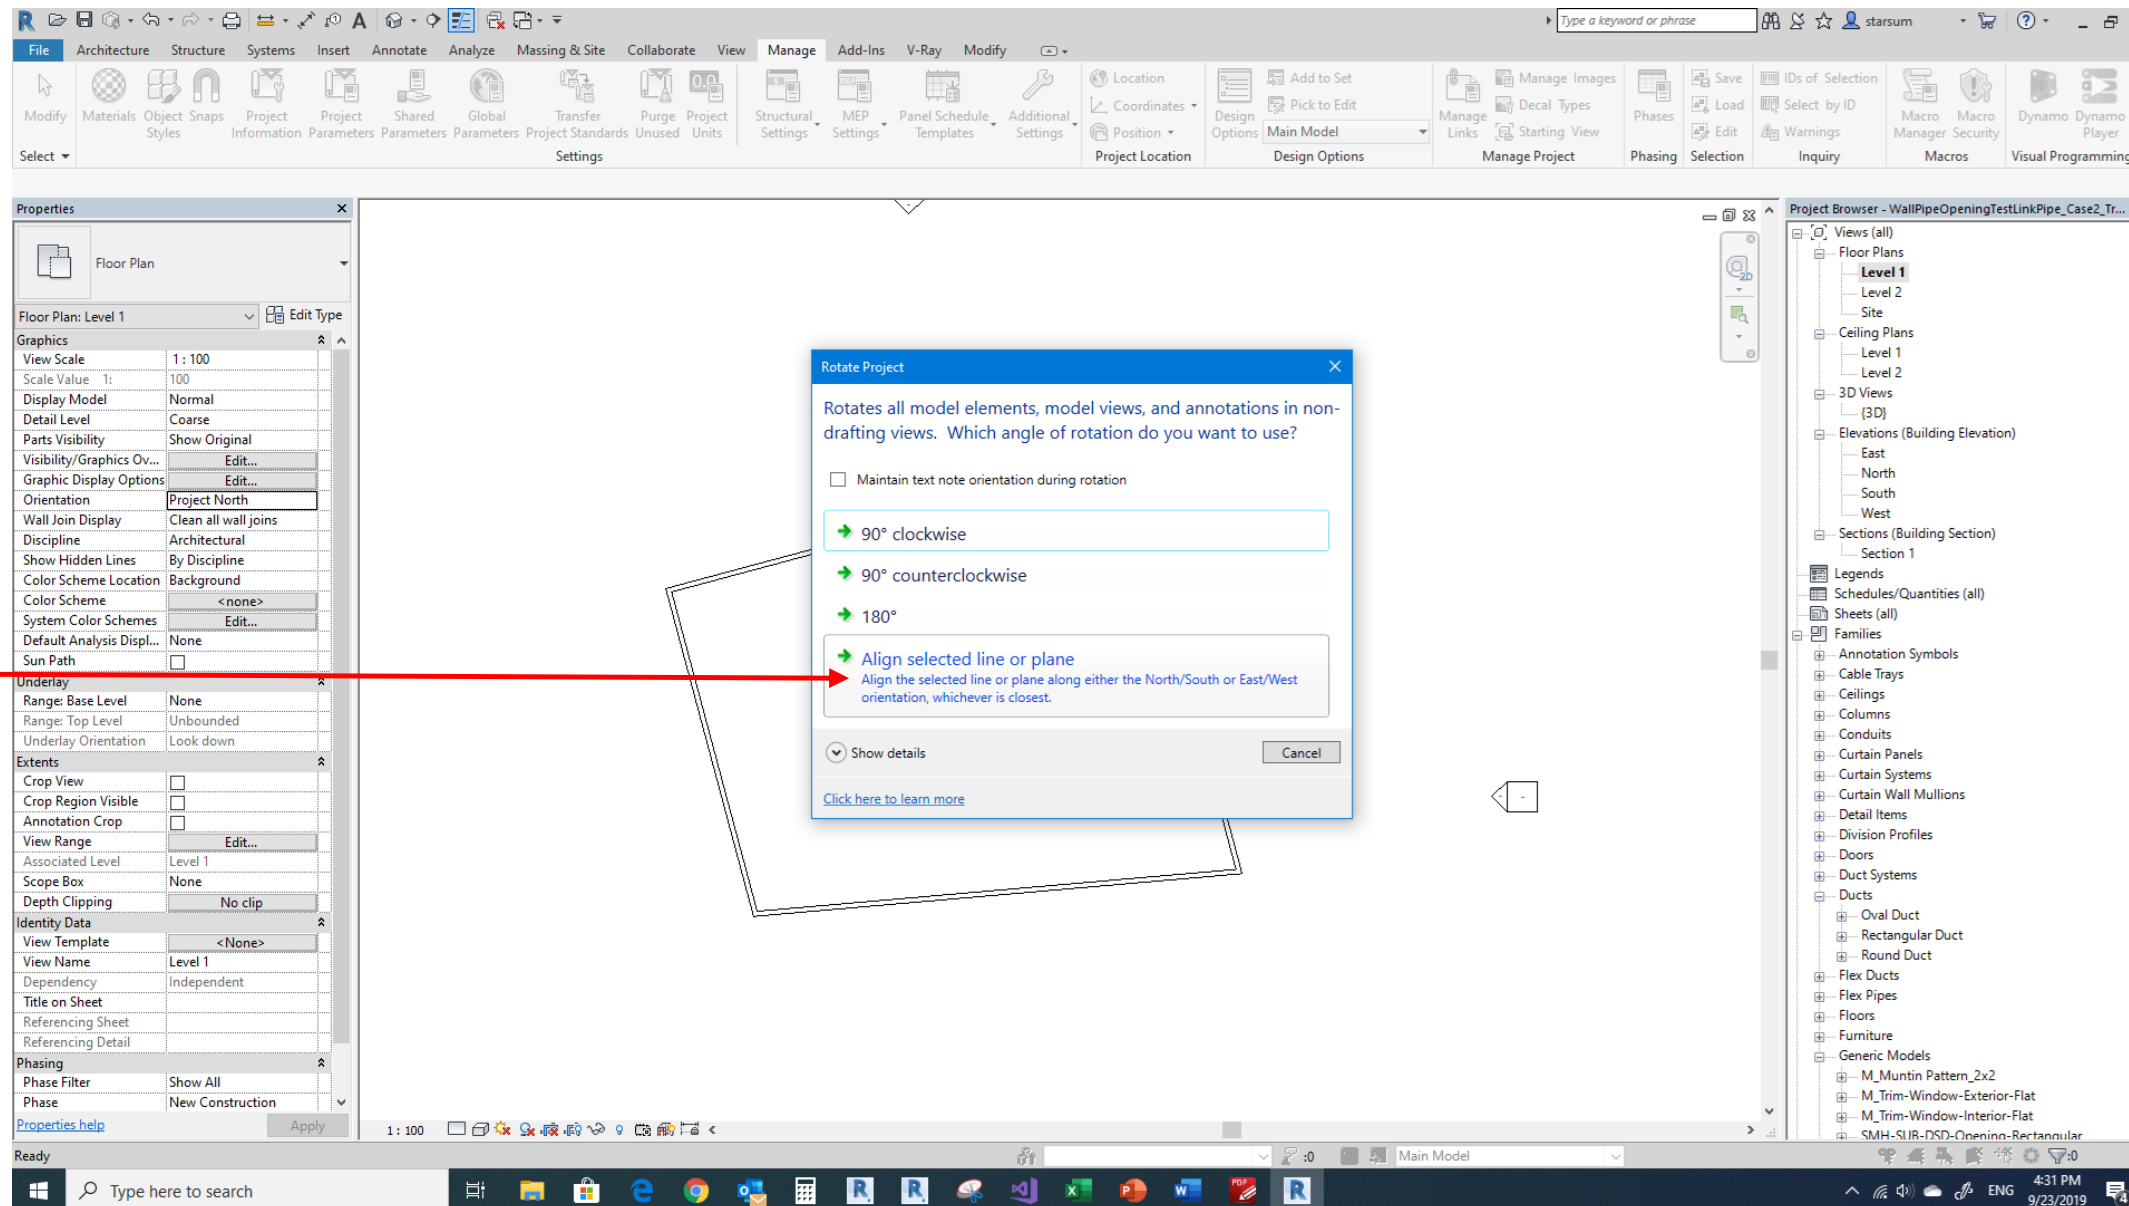 Type a keyword or phrase
starsum
File Architecture Structure Systems Insert Annotate Analyze Massing & Site Collaborate View Manage Add-Ins V-Ray Modify
Modify
Materials
Object Styles
Snaps
Project Information
Project Parameters
Shared Parameters
Global Parameters
Transfer Project Standards
Purge Unused
Project Units
Structural Settings
MEP Settings
Panel Schedule Templates
Additional Settings
Location
Coordinates
Position
Design Options
Add to Set
Pick to Edit
Main Model
Manage Links
Manage Images
Decal Types
Starting View
Phases
Save
Load
Edit
IDs of Selection
Select by ID
Warnings
Macro Manager
Macro Security
Dynamo
Dynamo Player
Select
Settings
Project Location
Design Options
Manage Project
Phasing
Selection
Inquiry
Macros
Visual Programming
Properties
Floor Plan
Floor Plan: Level 1
Edit Type
Graphics
View Scale 1 : 100
Scale Value 1: 100
Display Model Normal
Detail Level Coarse
Parts Visibility Show Original
Visibility/Graphics Ov... Edit...
Graphic Display Options Edit...
Orientation Project North
Wall Join Display Clean all wall joins
Discipline Architectural
Show Hidden Lines By Discipline
Color Scheme Location Background
Color Scheme <none>
System Color Schemes Edit...
Default Analysis Displ... None
Sun Path
Underlay
Range: Base Level None
Range: Top Level Unbounded
Underlay Orientation Look down
Extents
Crop View
Crop Region Visible
Annotation Crop
View Range Edit...
Associated Level Level 1
Scope Box None
Depth Clipping No clip
Identity Data
View Template <None>
View Name Level 1
Dependency Independent
Title on Sheet
Referencing Sheet
Referencing Detail
Phasing
Phase Filter Show All
Phase New Construction
Properties help
Apply
2D
Rotate Project
Rotates all model elements, model views, and annotations in non-
drafting views. Which angle of rotation do you want to use?
Maintain text note orientation during rotation
90° clockwise
90° counterclockwise
180°
Align selected line or plane
Align the selected line or plane along either the North/South or East/West
orientation, whichever is closest.
Show details
Cancel
Click here to learn more
Project Browser - WallPipeOpeningTestLinkPipe_Case2_Tr...
Views (all)
Floor Plans
Level 1
Level 2
Site
Ceiling Plans
Level 1
Level 2
3D Views
{3D}
Elevations (Building Elevation)
East
North
South
West
Sections (Building Section)
Section 1
Legends
Schedules/Quantities (all)
Sheets (all)
Families
Annotation Symbols
Cable Trays
Ceilings
Columns
Conduits
Curtain Panels
Curtain Systems
Curtain Wall Mullions
Detail Items
Division Profiles
Doors
Duct Systems
Ducts
Oval Duct
Rectangular Duct
Round Duct
Flex Ducts
Flex Pipes
Floors
Furniture
Generic Models
M_Muntin Pattern_2x2
M_Trim-Window-Exterior-Flat
M_Trim-Window-Interior-Flat
SMH-SUB-DSD-Opening-Rectangular
1 : 100
Ready
:0
Main Model
:0
Type here to search
ENG
4:31 PM
9/23/2019